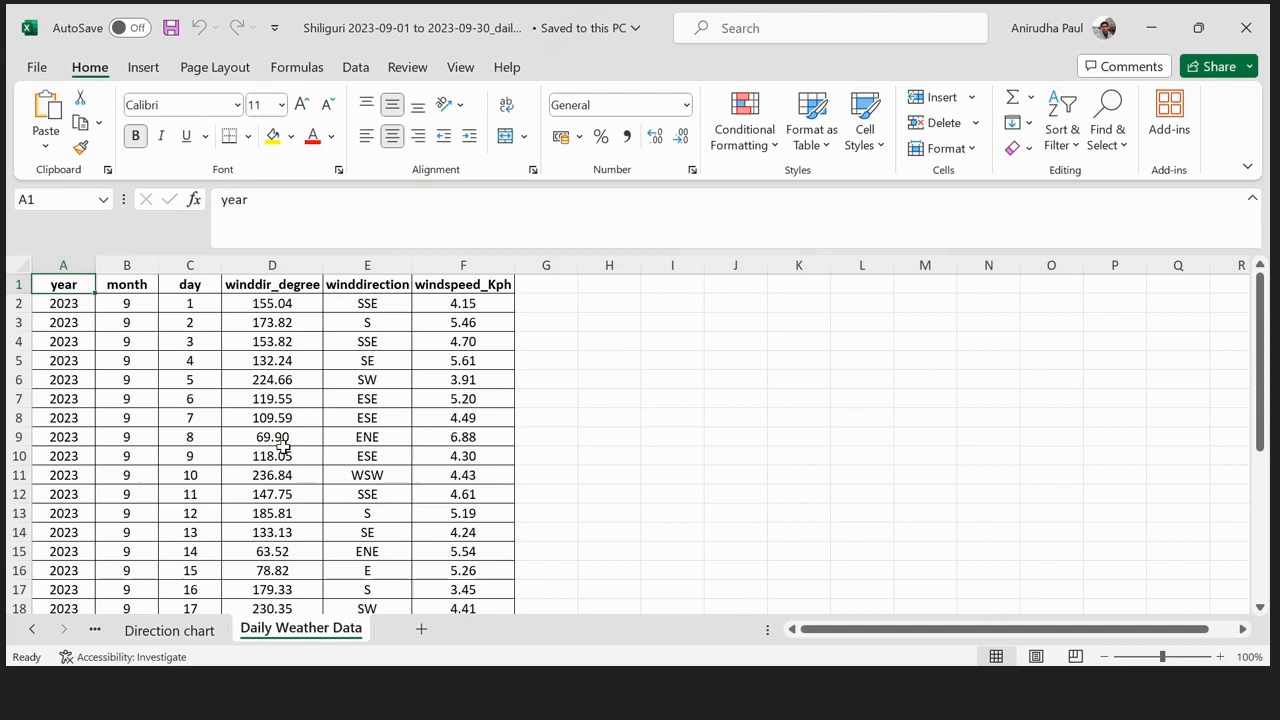 AutoSave Off Shiliguri 2023-09-01 to 2023-09-30_dail... • Saved to this PC Search Anirudha Paul
File Home Insert Page Layout Formulas Data Review View Help Comments Share
Paste Calibri 11 General Conditional Formatting Format as Table Cell Styles Insert Delete Format Sort & Filter Find & Select Add-ins
B I U
Clipboard Font Alignment Number Styles Cells Editing Add-ins
A1 fx year
A B C D E F G H I J K L M N O P Q R
1 year month day winddir_degree winddirection windspeed_Kph
2 2023 9 1 155.04 SSE 4.15
3 2023 9 2 173.82 S 5.46
4 2023 9 3 153.82 SSE 4.70
5 2023 9 4 132.24 SE 5.61
6 2023 9 5 224.66 SW 3.91
7 2023 9 6 119.55 ESE 5.20
8 2023 9 7 109.59 ESE 4.49
9 2023 9 8 69.90 ENE 6.88
10 2023 9 9 118.05 ESE 4.30
11 2023 9 10 236.84 WSW 4.43
12 2023 9 11 147.75 SSE 4.61
13 2023 9 12 185.81 S 5.19
14 2023 9 13 133.13 SE 4.24
15 2023 9 14 63.52 ENE 5.54
16 2023 9 15 78.82 E 5.26
17 2023 9 16 179.33 S 3.45
18 2023 9 17 230.35 SW 4.41
Direction chart Daily Weather Data
Ready Accessibility: Investigate 100%